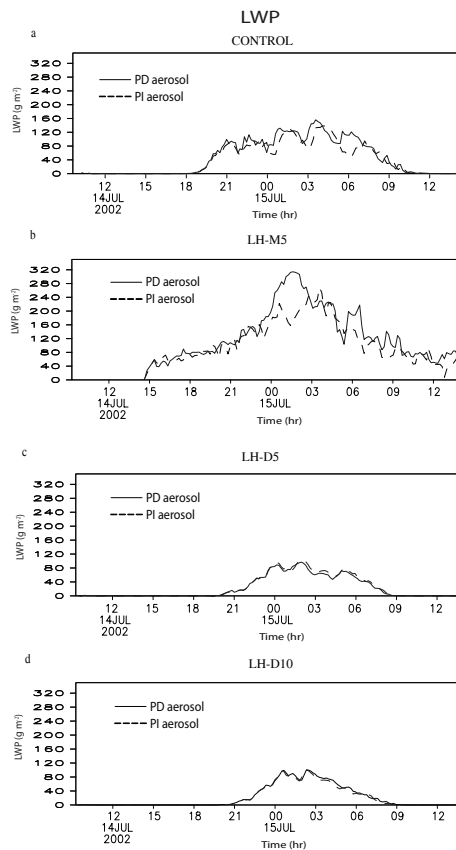 LWP
a
CONTROL
LWP (g m-2)
320
280
240
200
160
120
80
40
0
PD aerosol
PI aerosol
12 15 18 21 00 03 06 09 12
14JUL 15JUL
2002
Time (hr)
b
LH-M5
LWP (g m-2)
320
280
240
200
160
120
80
40
0
PD aerosol
PI aerosol
12 15 18 21 00 03 06 09 12
14JUL 15JUL
2002
Time (hr)
c
LH-D5
LWP (g m-2)
320
280
240
200
160
120
80
40
0
PD aerosol
PI aerosol
12 15 18 21 00 03 06 09 12
14JUL 15JUL
2002
Time (hr)
d
LH-D10
LWP (g m-2)
320
280
240
200
160
120
80
40
0
PD aerosol
PI aerosol
12 15 18 21 00 03 06 09 12
14JUL 15JUL
2002
Time (hr)